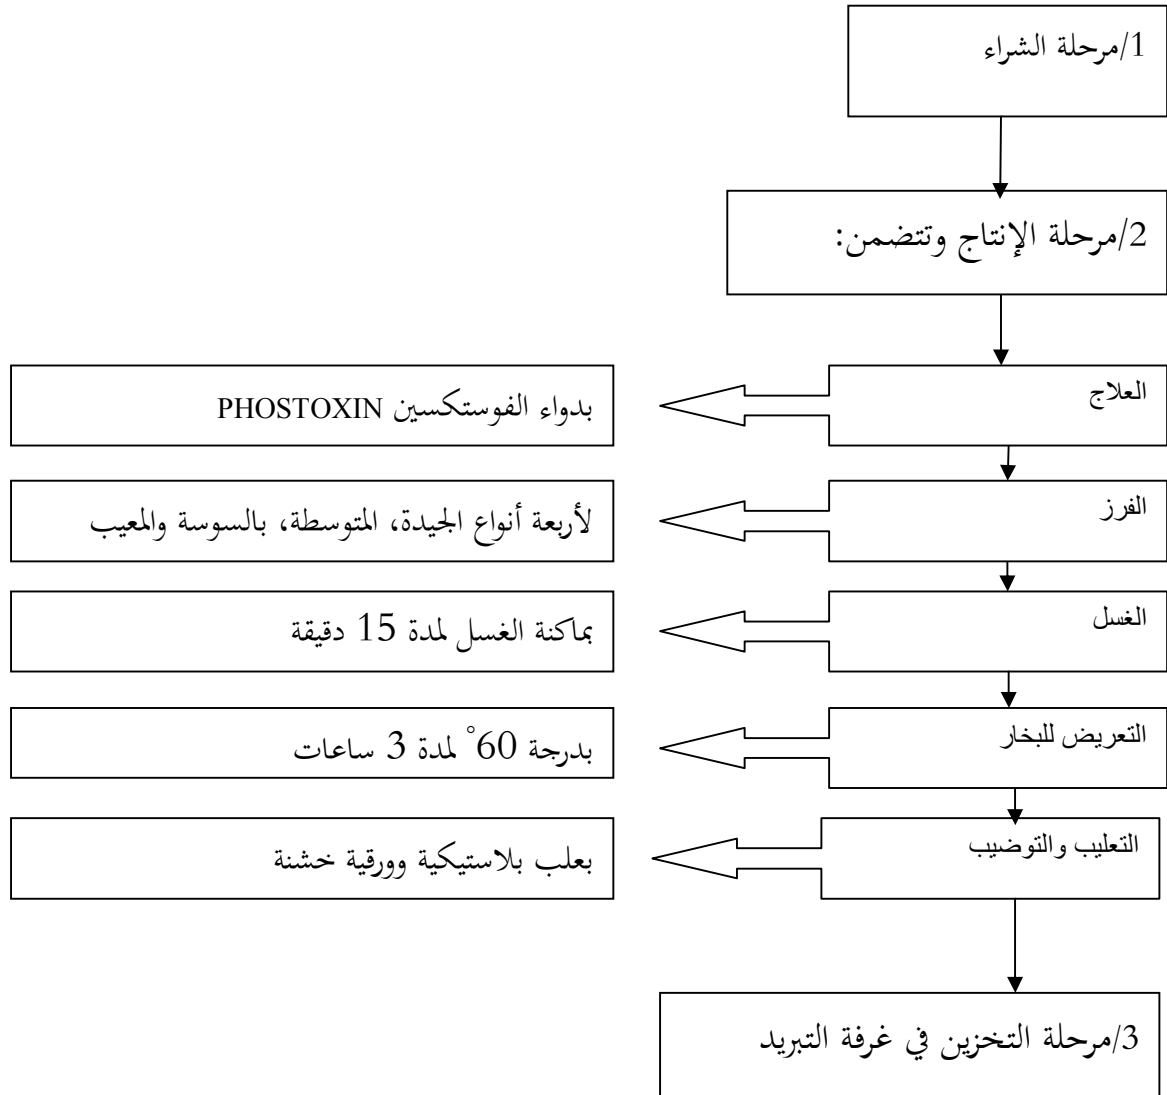 1/مرحلة الشراء
2/مرحلة الإنتاج وتتضمن:
العلاج
بدواء الفوستكسين PHOSTOXIN
الفرز
لأربعة أنواع الجيدة، المتوسطة، بالسوسة والمعيب
الغسل
بماكنة الغسل لمدة 15 دقيقة
التعريض للبخار
بدرجة 60° لمدة 3 ساعات
التعليب والتوضيب
بعلب بلاستيكية وورقية خشنة
3/مرحلة التخزين في غرفة التبريد